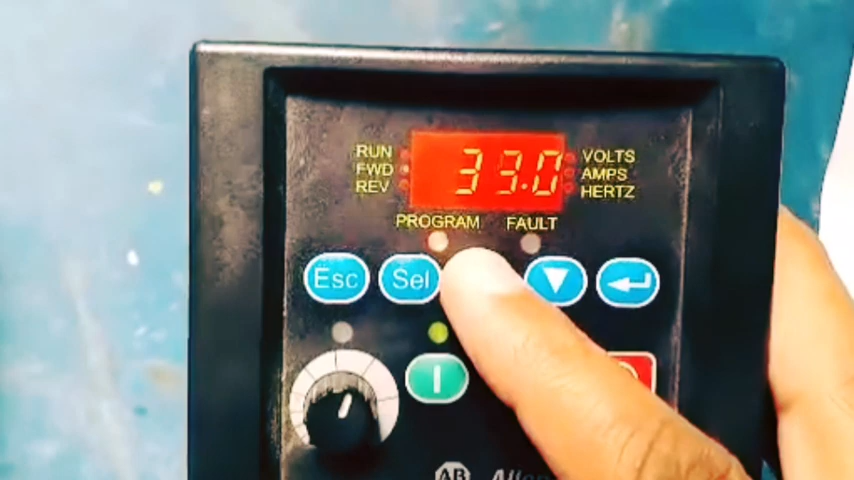 RUN
FWD
REV
33.0
VOLTS
AMPS
HERTZ
PROGRAM FAULT
Esc Sel
I
AB